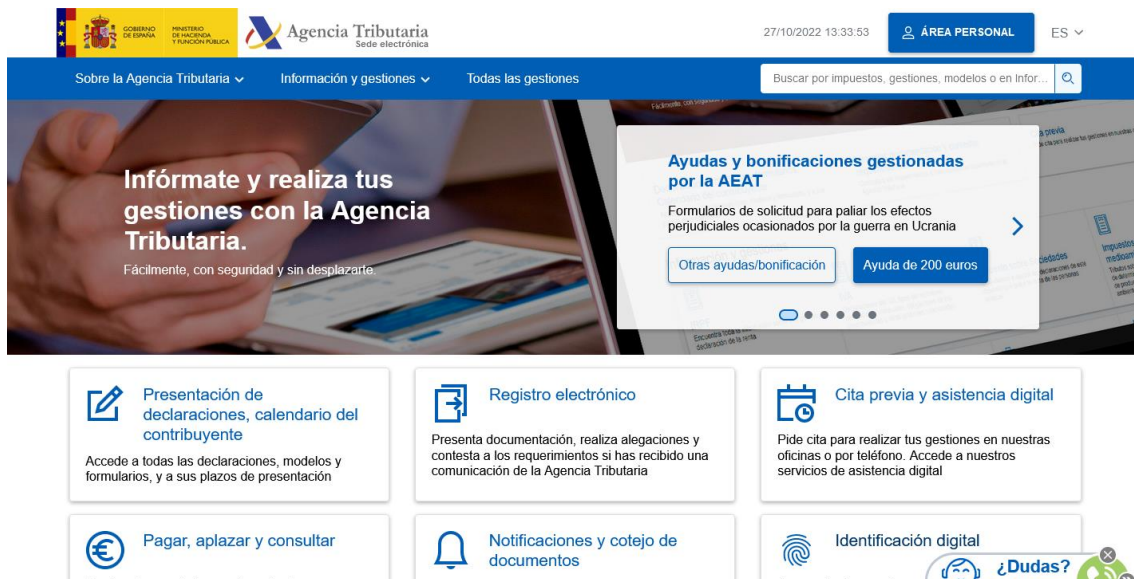 GOBIERNO
DE ESPAÑA
MINISTERIO
DE HACIENDA
Y FUNCIÓN PÚBLICA
Agencia Tributaria
Sede electrónica
27/10/2022 13:33:53
ÁREA PERSONAL
ES
Sobre la Agencia Tributaria
Información y gestiones
Todas las gestiones
Buscar por impuestos, gestiones, modelos o en Infor...
Infórmate y realiza tus
gestiones con la Agencia
Tributaria.
Fácilmente, con seguridad y sin desplazarte.
Ayudas y bonificaciones gestionadas
por la AEAT
Formularios de solicitud para paliar los efectos
perjudiciales ocasionados por la guerra en Ucrania
Otras ayudas/bonificación
Ayuda de 200 euros
Encuentra toda la
declaración de la renta
Presentación de
declaraciones, calendario del
contribuyente
Accede a todas las declaraciones, modelos y
formularios, y a sus plazos de presentación
Registro electrónico
Presenta documentación, realiza alegaciones y
contesta a los requerimientos si has recibido una
comunicación de la Agencia Tributaria
Cita previa y asistencia digital
Pide cita para realizar tus gestiones en nuestras
oficinas o por teléfono. Accede a nuestros
servicios de asistencia digital
Pagar, aplazar y consultar
Notificaciones y cotejo de
documentos
Identificación digital
¿Dudas?